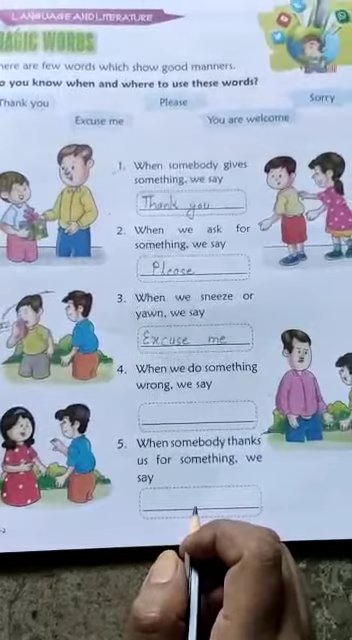 LANGUAGE AND LITERATURE
MAGIC WORDS
here are few words which show good manners.
o you know when and where to use these words?
Thank you
Please
Sorry
Excuse me
You are welcome
1. When somebody gives
something, we say
Thank you
2. When we ask for
something, we say
Please
3. When we sneeze or
yawn, we say
Excuse me
4. When we do something
wrong, we say
5. When somebody thanks
us for something, we
say